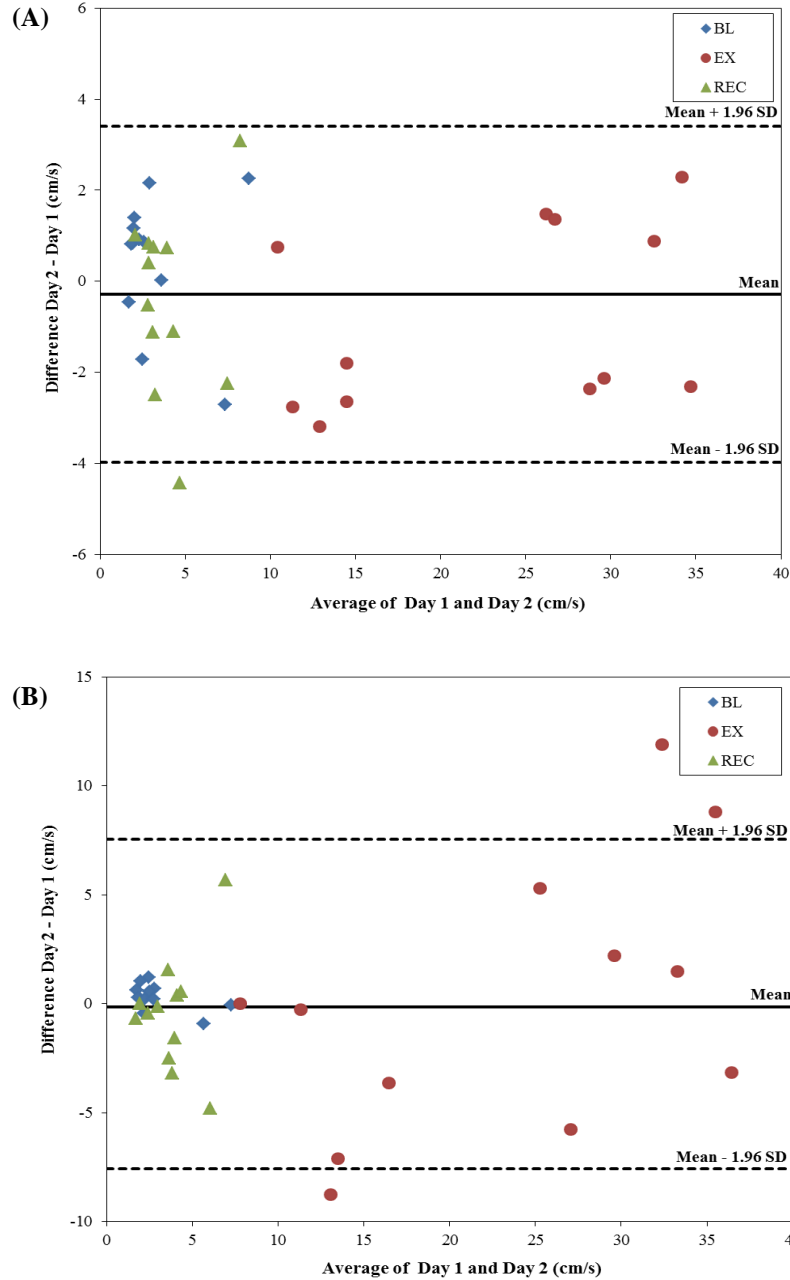 (A)
6
4
2
0
-2
-4
-6
Difference Day 2 - Day 1 (cm/s)
BL
EX
REC
Mean + 1.96 SD
Mean
Mean - 1.96 SD
0 5 10 15 20 25 30 35 40
Average of Day 1 and Day 2 (cm/s)
(B)
15
10
5
0
-5
-10
Difference Day 2 - Day 1 (cm/s)
BL
EX
REC
Mean + 1.96 SD
Mean
Mean - 1.96 SD
0 5 10 15 20 25 30 35
Average of Day 1 and Day 2 (cm/s)